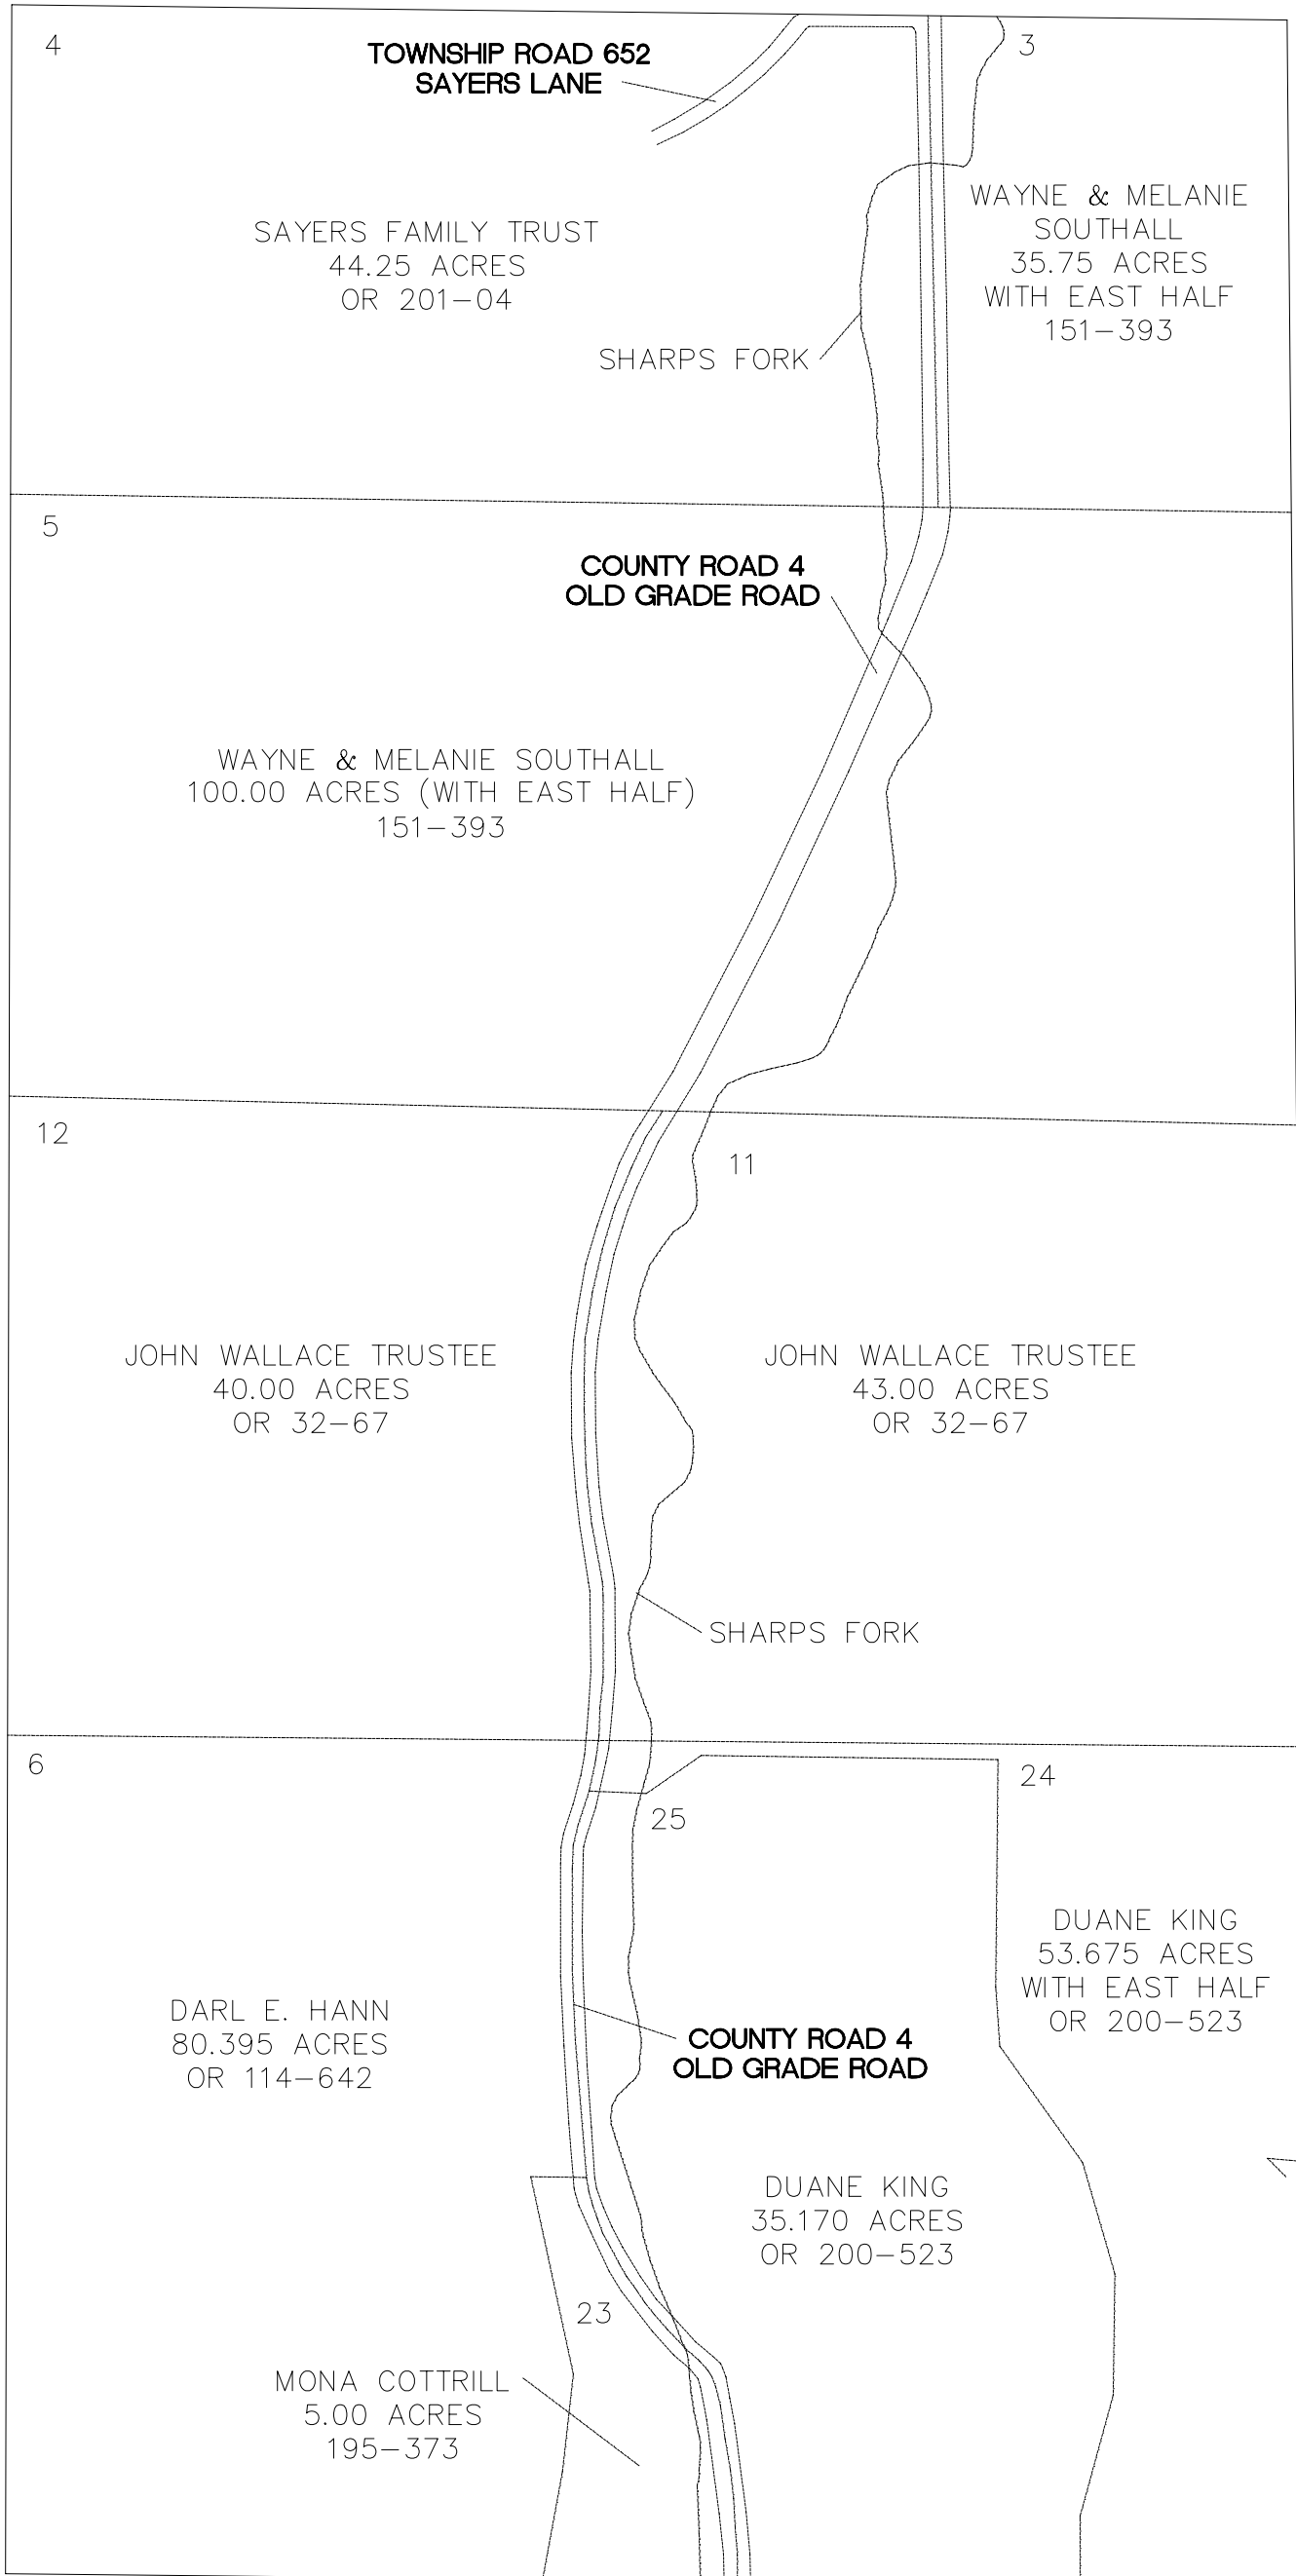 4
TOWNSHIP ROAD 652
SAYERS LANE
3
SAYERS FAMILY TRUST
44.25 ACRES
OR 201-04
WAYNE & MELANIE
SOUTHALL
35.75 ACRES
WITH EAST HALF
151-393
SHARPS FORK
5
COUNTY ROAD 4
OLD GRADE ROAD
WAYNE & MELANIE SOUTHALL
100.00 ACRES (WITH EAST HALF)
151-393
12
11
JOHN WALLACE TRUSTEE
40.00 ACRES
OR 32-67
JOHN WALLACE TRUSTEE
43.00 ACRES
OR 32-67
SHARPS FORK
6
24
25
DUANE KING
53.675 ACRES
WITH EAST HALF
OR 200-523
DARL E. HANN
80.395 ACRES
OR 114-642
COUNTY ROAD 4
OLD GRADE ROAD
DUANE KING
35.170 ACRES
OR 200-523
23
MONA COTTRILL
5.00 ACRES
195-373